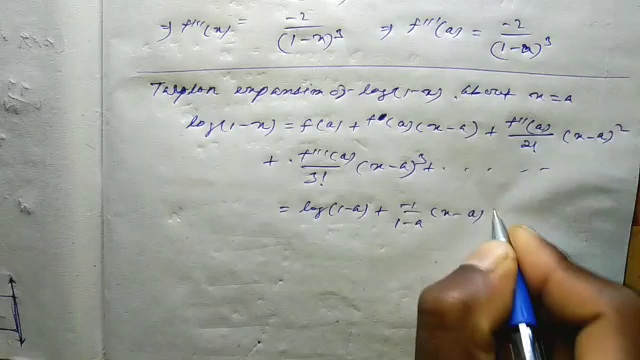 ⇒ f'''(x) = -2/(1-x)^3 ⇒ f'''(a) = -2/(1-a)^3
Taylor expansion of log(1-x) about x=a
log(1-x) = f(a) + f'(a)(x-a) + f''(a)/2! (x-a)^2
+ f'''(a)/3! (x-a)^3 + . . . . .
= log(1-a) + -1/1-a (x-a)